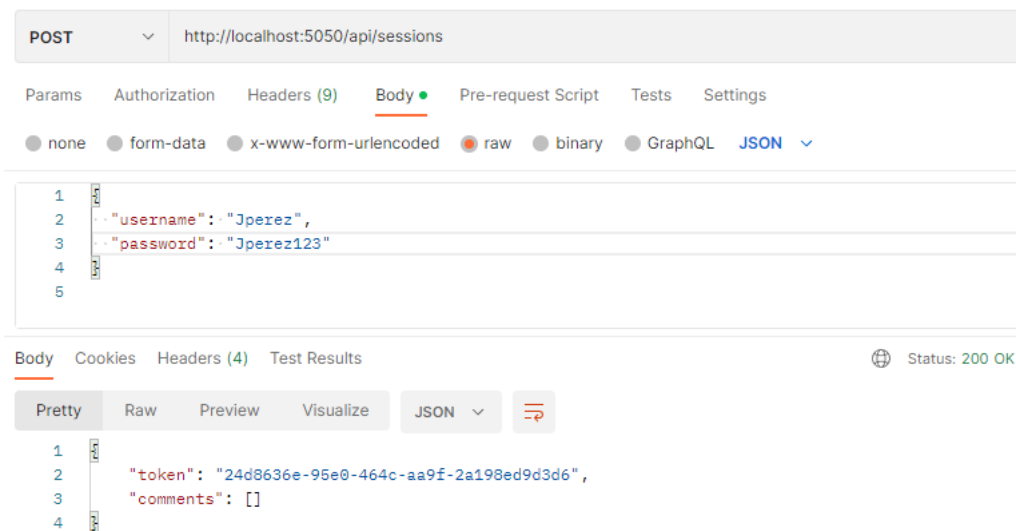 POST http://localhost:5050/api/sessions
Params Authorization Headers (9) Body Pre-request Script Tests Settings
none form-data x-www-form-urlencoded raw binary GraphQL JSON
1 {
2 "username": "Jperez",
3 "password": "Jperez123"
4 }
5
Body Cookies Headers (4) Test Results Status: 200 OK
Pretty Raw Preview Visualize JSON
1 {
2 "token": "24d8636e-95e0-464c-aa9f-2a198ed9d3d6",
3 "comments": []
4 }